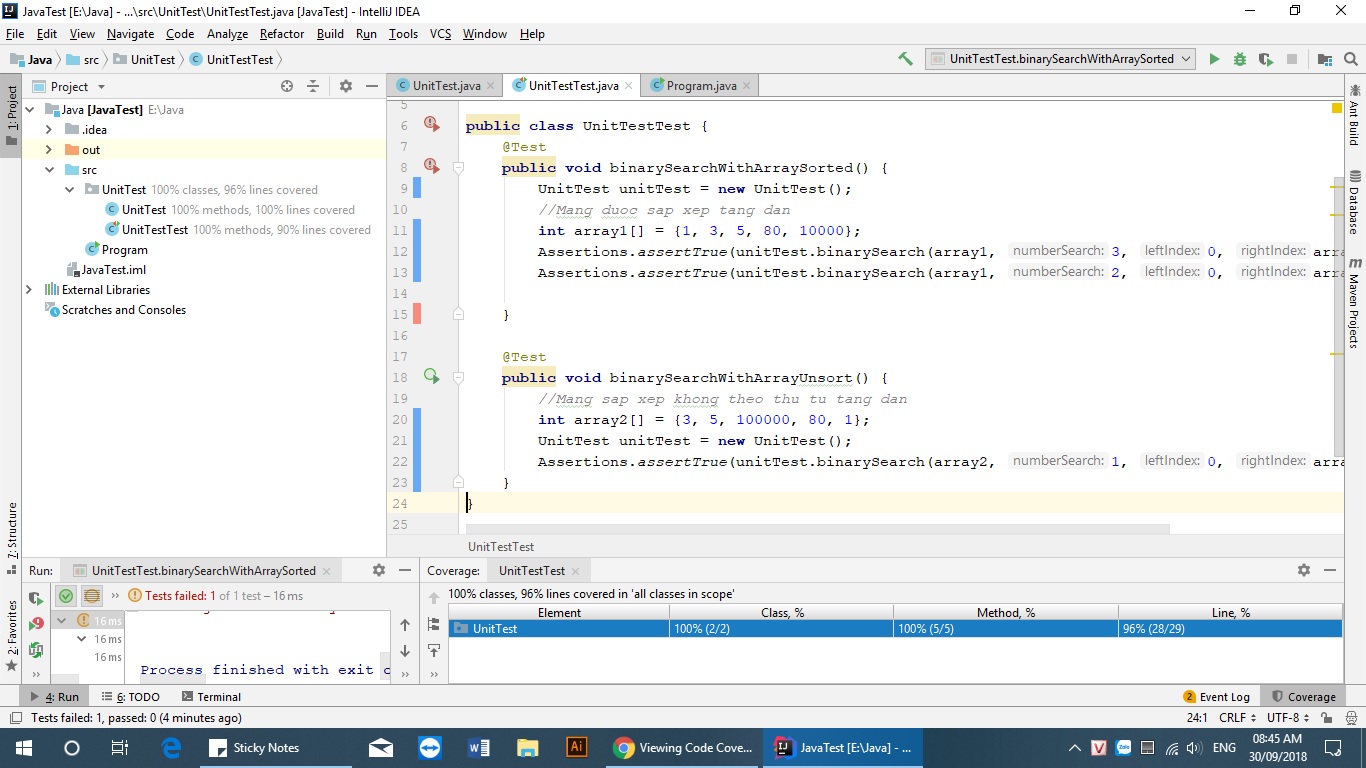 JavaTest [E:\Java] - ...\src\UnitTest\UnitTestTest.java [JavaTest] - IntelliJ IDEA
File Edit View Navigate Code Analyze Refactor Build Run Tools VCS Window Help
Java src UnitTest UnitTestTest
UnitTestTest.binarySearchWithArraySorted
1: Project
Project
Java [JavaTest] E:\Java
.idea
out
src
UnitTest 100% classes, 96% lines covered
UnitTest 100% methods, 100% lines covered
UnitTestTest 100% methods, 90% lines covered
Program
JavaTest.iml
External Libraries
Scratches and Consoles
UnitTest.java UnitTestTest.java Program.java
5
6 public class UnitTestTest {
7 @Test
8 public void binarySearchWithArraySorted() {
9 UnitTest unitTest = new UnitTest();
10 //Mang duoc sap xep tang dan
11 int array1[] = {1, 3, 5, 80, 10000};
12 Assertions.assertTrue(unitTest.binarySearch(array1, numberSearch: 3, leftIndex: 0, rightIndex: arra
13 Assertions.assertTrue(unitTest.binarySearch(array1, numberSearch: 2, leftIndex: 0, rightIndex: arra
14
15 }
16
17 @Test
18 public void binarySearchWithArrayUnsort() {
19 //Mang sap xep khong theo thu tu tang dan
20 int array2[] = {3, 5, 100000, 80, 1};
21 UnitTest unitTest = new UnitTest();
22 Assertions.assertTrue(unitTest.binarySearch(array2, numberSearch: 1, leftIndex: 0, rightIndex: arra
23 }
24 }
25
UnitTestTest
Ant Build
Database
Maven Projects
7: Structure
2: Favorites
Run: UnitTestTest.binarySearchWithArraySorted
Tests failed: 1 of 1 test – 16 ms
16 ms
16 ms
16 ms
Process finished with exit c
Coverage: UnitTestTest
100% classes, 96% lines covered in 'all classes in scope'
Element Class, % Method, % Line, %
UnitTest 100% (2/2) 100% (5/5) 96% (28/29)
4: Run 6: TODO Terminal 2 Event Log Coverage
Tests failed: 1, passed: 0 (4 minutes ago) 24:1 CRLF UTF-8
Sticky Notes Viewing Code Cove... JavaTest [E:\Java] - ... ENG 08:45 AM
30/09/2018